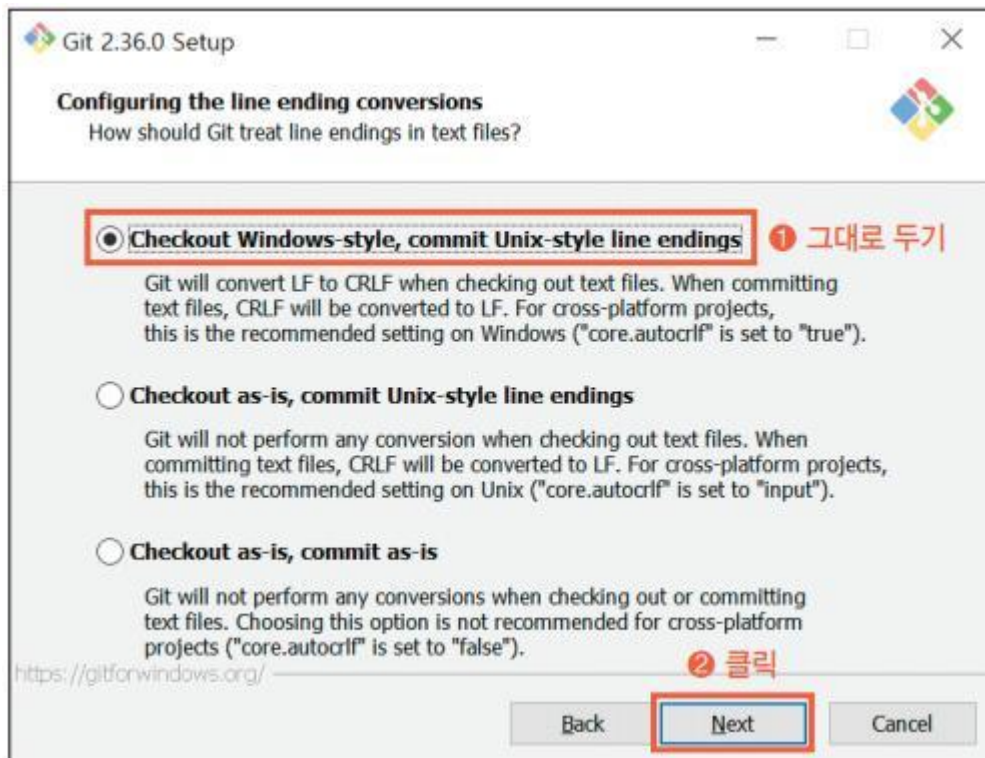 Git 2.36.0 Setup
Configuring the line ending conversions
How should Git treat line endings in text files?
Checkout Windows-style, commit Unix-style line endings ❶ 그대로 두기
Git will convert LF to CRLF when checking out text files. When committing
text files, CRLF will be converted to LF. For cross-platform projects,
this is the recommended setting on Windows ("core.autocrlf" is set to "true").
Checkout as-is, commit Unix-style line endings
Git will not perform any conversion when checking out text files. When
committing text files, CRLF will be converted to LF. For cross-platform projects,
this is the recommended setting on Unix ("core.autocrlf" is set to "input").
Checkout as-is, commit as-is
Git will not perform any conversions when checking out or committing
text files. Choosing this option is not recommended for cross-platform
projects ("core.autocrlf" is set to "false").
https://gitforwindows.org/
❷ 클릭
Back Next Cancel